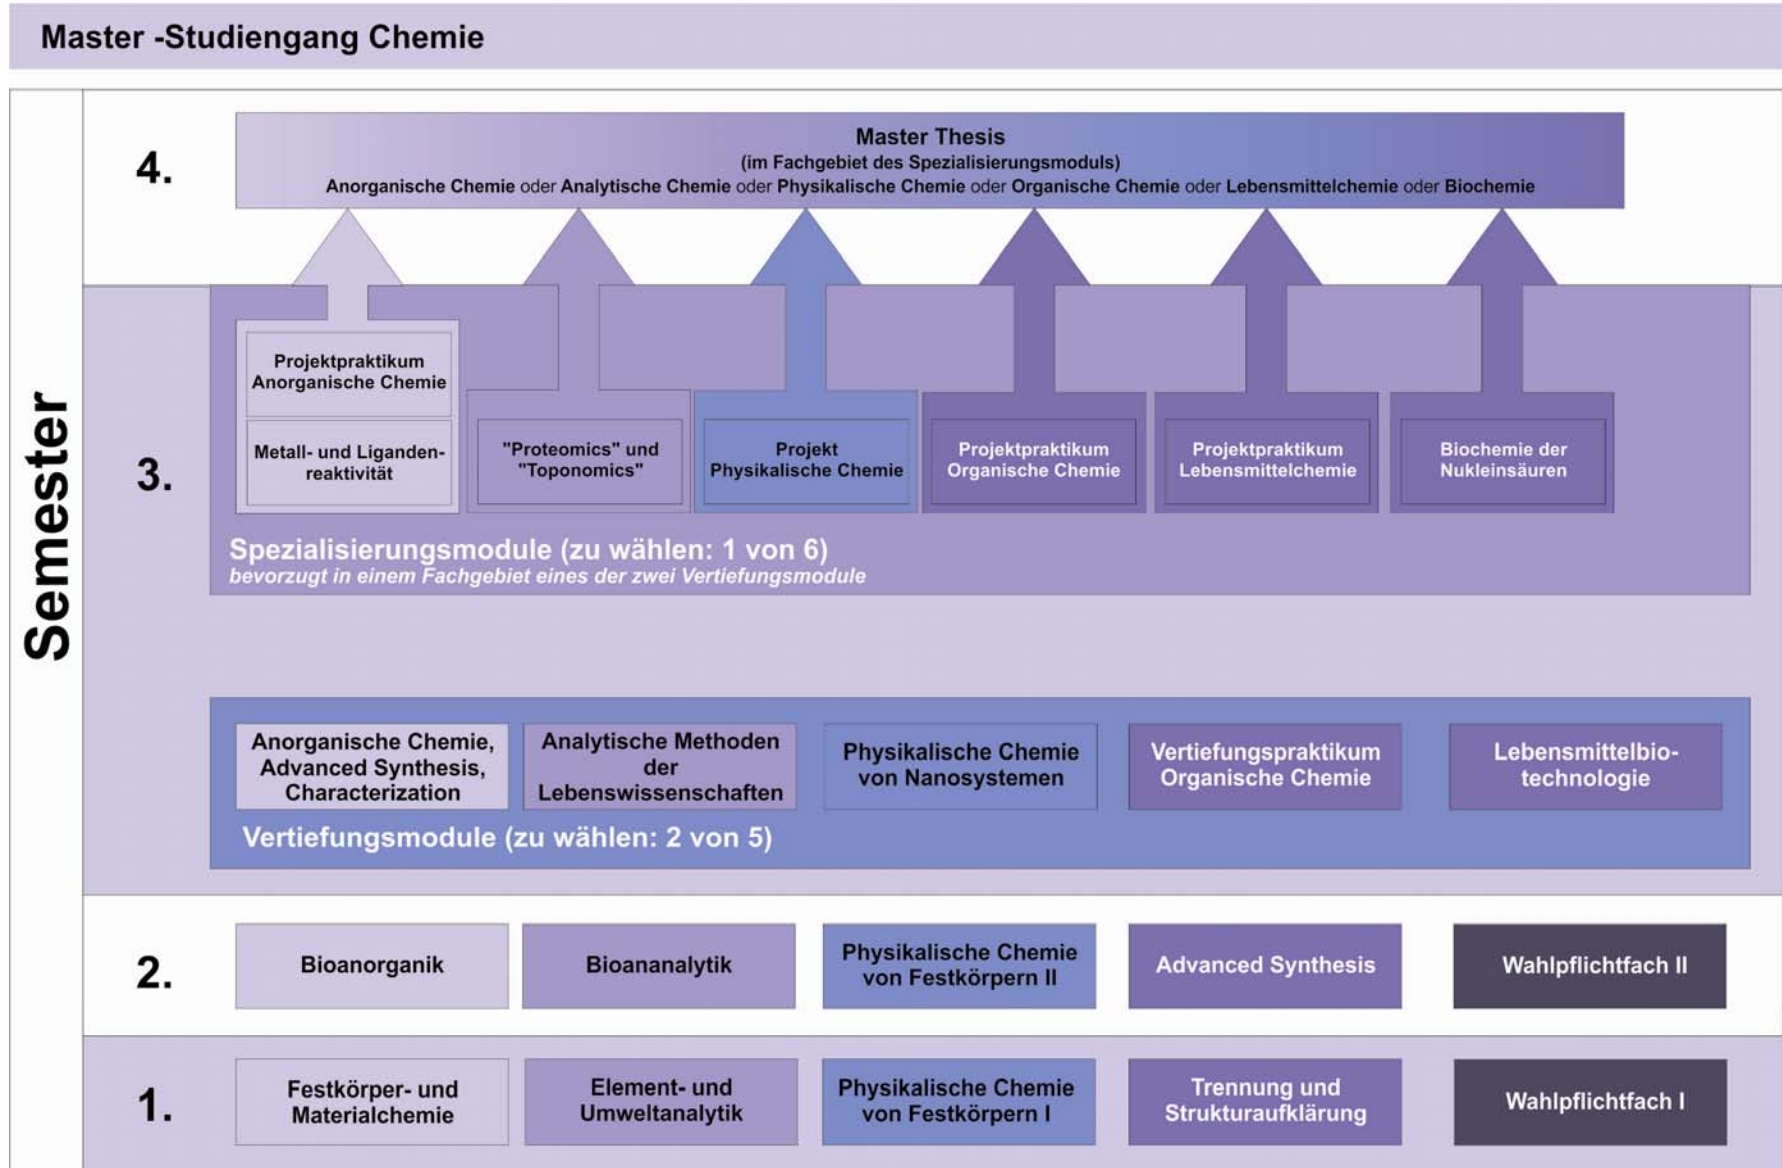 Master -Studiengang Chemie
Semester
4.
Master Thesis
(im Fachgebiet des Spezialisierungsmoduls)
Anorganische Chemie oder Analytische Chemie oder Physikalische Chemie oder Organische Chemie oder Lebensmittelchemie oder Biochemie
3.
Projektpraktikum
Anorganische Chemie
Metall- und Liganden-
reaktivität
"Proteomics" und
"Toponomics"
Projekt
Physikalische Chemie
Projektpraktikum
Organische Chemie
Projektpraktikum
Lebensmittelchemie
Biochemie der
Nukleinsäuren
Spezialisierungsmodule (zu wählen: 1 von 6)
bevorzugt in einem Fachgebiet eines der zwei Vertiefungsmodule
Anorganische Chemie,
Advanced Synthesis,
Characterization
Analytische Methoden
der
Lebenswissenschaften
Physikalische Chemie
von Nanosystemen
Vertiefungspraktikum
Organische Chemie
Lebensmittelbio-
technologie
Vertiefungsmodule (zu wählen: 2 von 5)
2.
Bioanorganik
Bioananalytik
Physikalische Chemie
von Festkörpern II
Advanced Synthesis
Wahlpflichtfach II
1.
Festkörper- und
Materialchemie
Element- und
Umweltanalytik
Physikalische Chemie
von Festkörpern I
Trennung und
Strukturaufklärung
Wahlpflichtfach I